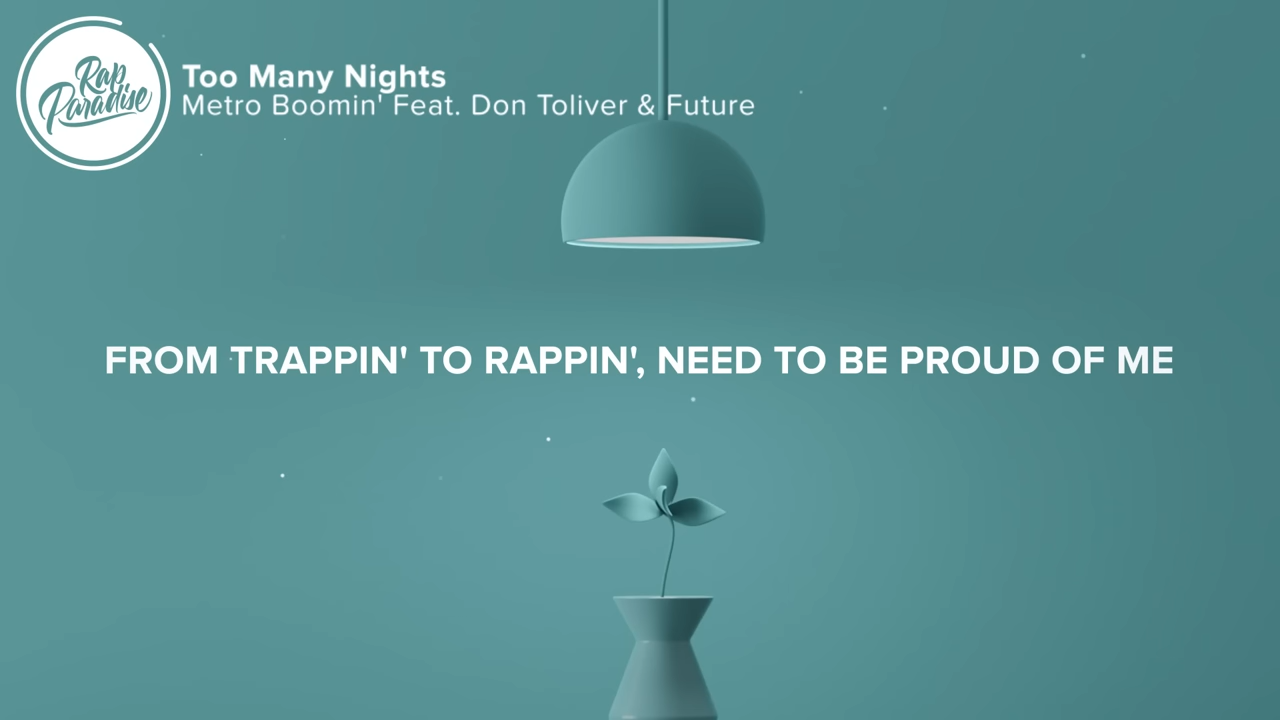 Rap
Paradise
Too Many Nights
Metro Boomin' Feat. Don Toliver & Future
FROM TRAPPIN' TO RAPPIN', NEED TO BE PROUD OF ME